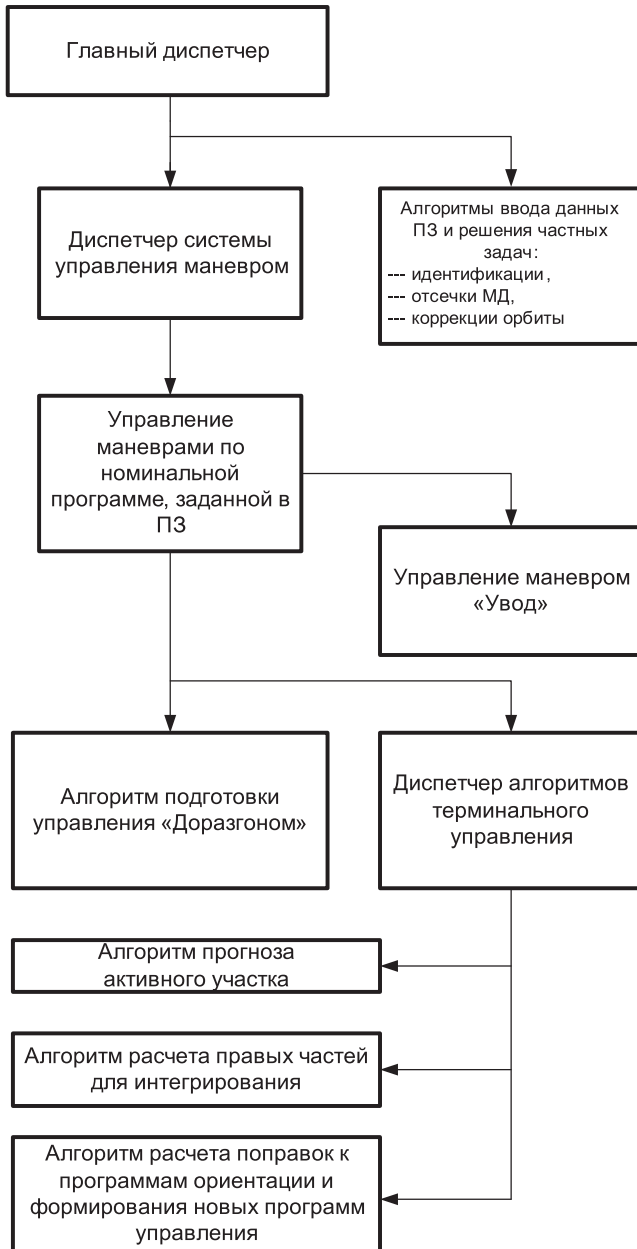 Главный диспетчер
Диспетчер системы
управления маневром
Алгоритмы ввода данных
ПЗ и решения частных
задач:
--- идентификации,
--- отсечки МД,
--- коррекции орбиты
Управление
маневрами по
номинальной
программе, заданной в
ПЗ
Управление маневром
«Увод»
Алгоритм подготовки
управления «Доразгоном»
Диспетчер алгоритмов
терминального
управления
Алгоритм прогноза
активного участка
Алгоритм расчета правых частей
для интегрирования
Алгоритм расчета поправок к
программам ориентации и
формирования новых программ
управления